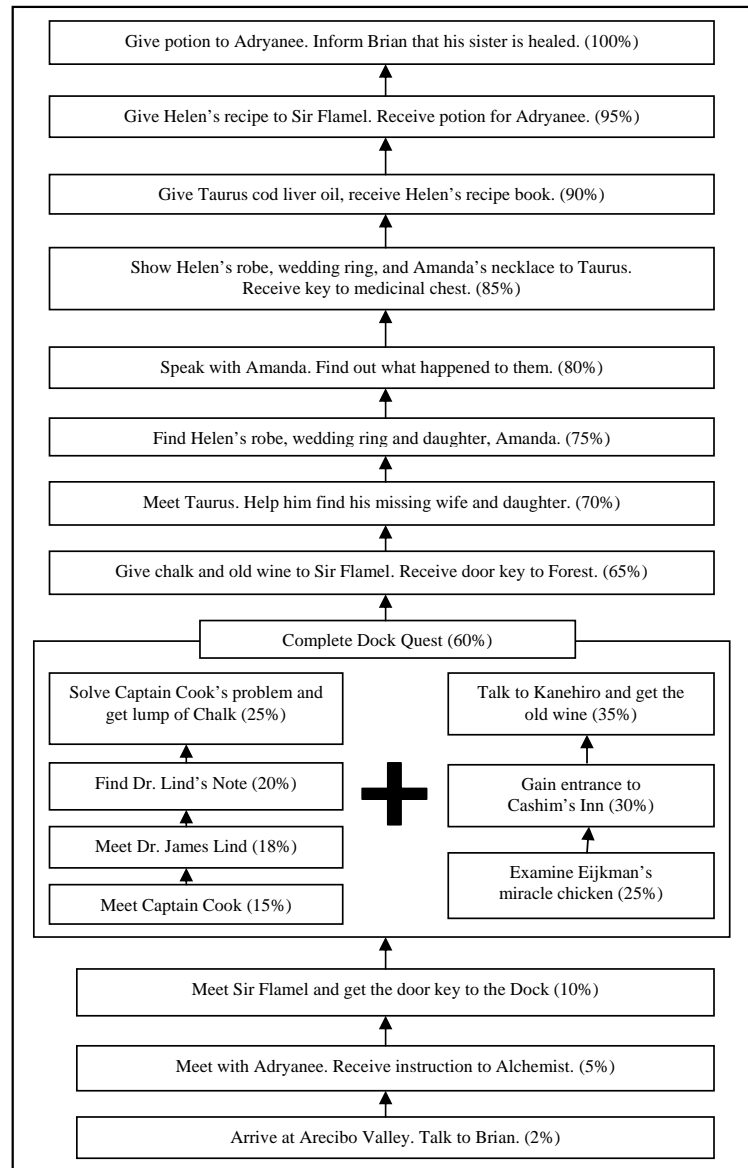 Give potion to Adryanee. Inform Brian that his sister is healed. (100%)
Give Helen’s recipe to Sir Flamel. Receive potion for Adryanee. (95%)
Give Taurus cod liver oil, receive Helen’s recipe book. (90%)
Show Helen’s robe, wedding ring, and Amanda’s necklace to Taurus.
Receive key to medicinal chest. (85%)
Speak with Amanda. Find out what happened to them. (80%)
Find Helen’s robe, wedding ring and daughter, Amanda. (75%)
Meet Taurus. Help him find his missing wife and daughter. (70%)
Give chalk and old wine to Sir Flamel. Receive door key to Forest. (65%)
Complete Dock Quest (60%)
Solve Captain Cook’s problem and
get lump of Chalk (25%)
Find Dr. Lind’s Note (20%)
Meet Dr. James Lind (18%)
Meet Captain Cook (15%)
Talk to Kanehiro and get the
old wine (35%)
Gain entrance to
Cashim’s Inn (30%)
Examine Eijkman’s
miracle chicken (25%)
Meet Sir Flamel and get the door key to the Dock (10%)
Meet with Adryanee. Receive instruction to Alchemist. (5%)
Arrive at Arecibo Valley. Talk to Brian. (2%)